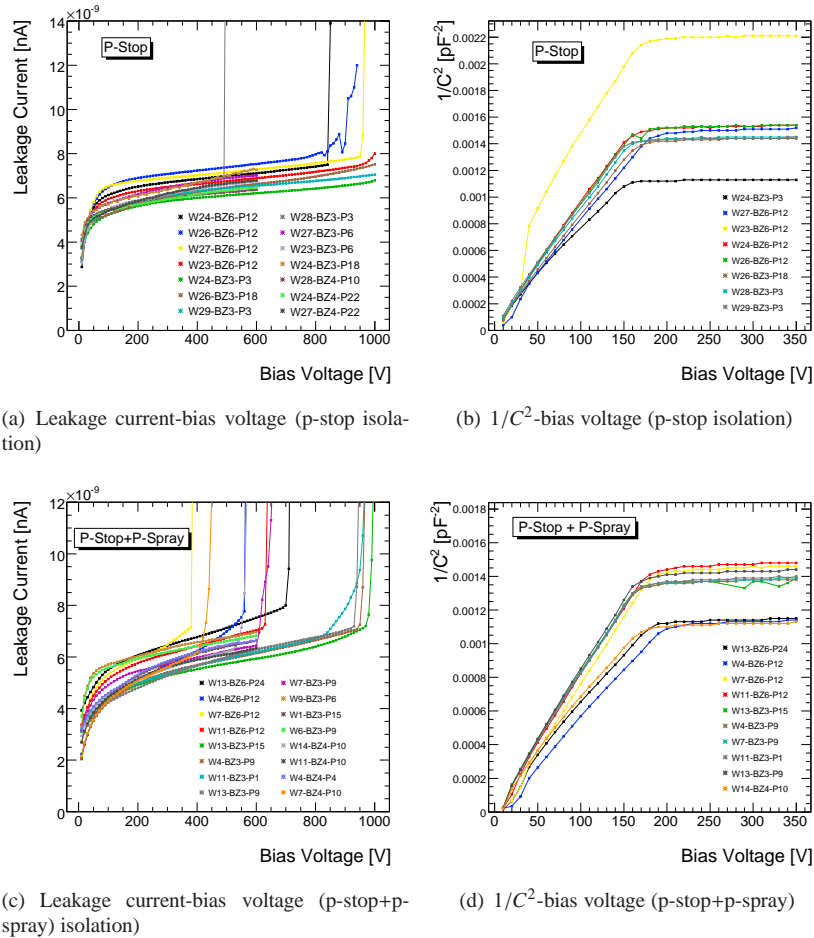 14
×10⁻⁹
Leakage Current [nA]
12
10
8
6
4
2
0
P-Stop
W24-BZ6-P12
W26-BZ6-P12
W27-BZ6-P12
W23-BZ6-P12
W24-BZ3-P3
W26-BZ3-P18
W29-BZ3-P3
W28-BZ3-P3
W27-BZ3-P6
W23-BZ3-P6
W24-BZ3-P18
W28-BZ4-P10
W24-BZ4-P22
W27-BZ4-P22
0 200 400 600 800 1000
Bias Voltage [V]
(a) Leakage current-bias voltage (p-stop isola-
tion)
1/C² [pF⁻²]
0.0022
0.002
0.0018
0.0016
0.0014
0.0012
0.001
0.0008
0.0006
0.0004
0.0002
0
P-Stop
W24-BZ3-P3
W27-BZ6-P12
W23-BZ6-P12
W24-BZ6-P12
W26-BZ6-P12
W26-BZ3-P18
W28-BZ3-P3
W29-BZ3-P3
0 50 100 150 200 250 300 350
Bias Voltage [V]
(b) 1/C²-bias voltage (p-stop isolation)
12
×10⁻⁹
Leakage Current [nA]
10
8
6
4
2
0
P-Stop+P-Spray
W13-BZ6-P24
W4-BZ6-P12
W7-BZ6-P12
W11-BZ6-P12
W13-BZ3-P15
W4-BZ3-P9
W11-BZ3-P1
W13-BZ3-P9
W7-BZ3-P9
W9-BZ3-P6
W1-BZ3-P15
W6-BZ3-P9
W14-BZ4-P10
W11-BZ4-P10
W4-BZ4-P4
W7-BZ4-P10
0 200 400 600 800 1000
Bias Voltage [V]
(c) Leakage current-bias voltage (p-stop+p-
spray) isolation)
1/C² [pF⁻²]
0.0018
0.0016
0.0014
0.0012
0.001
0.0008
0.0006
0.0004
0.0002
0
P-Stop + P-Spray
W13-BZ6-P24
W4-BZ6-P12
W7-BZ6-P12
W11-BZ6-P12
W13-BZ3-P15
W4-BZ3-P9
W7-BZ3-P9
W11-BZ3-P1
W13-BZ3-P9
W14-BZ4-P10
0 50 100 150 200 250 300 350
Bias Voltage [V]
(d) 1/C²-bias voltage (p-stop+p-spray)